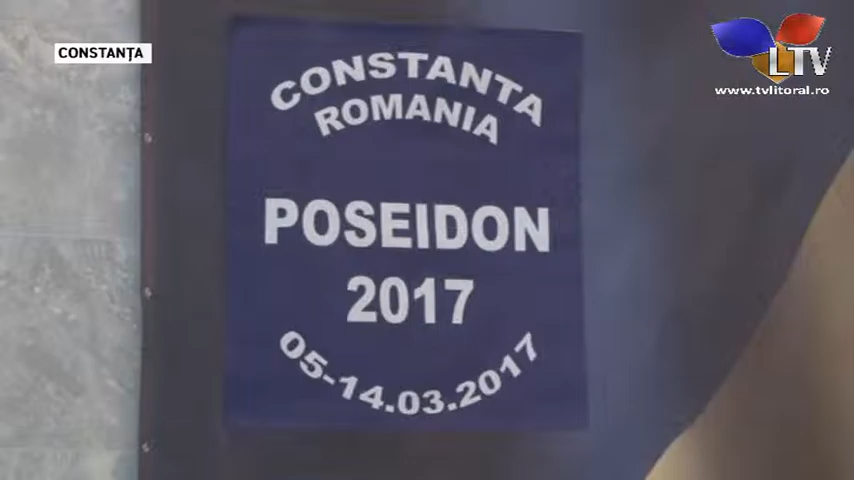 CONSTANȚA
LTV
www.tvlitoral.ro
CONSTANTA
ROMANIA
POSEIDON
2017
05-14.03.2017